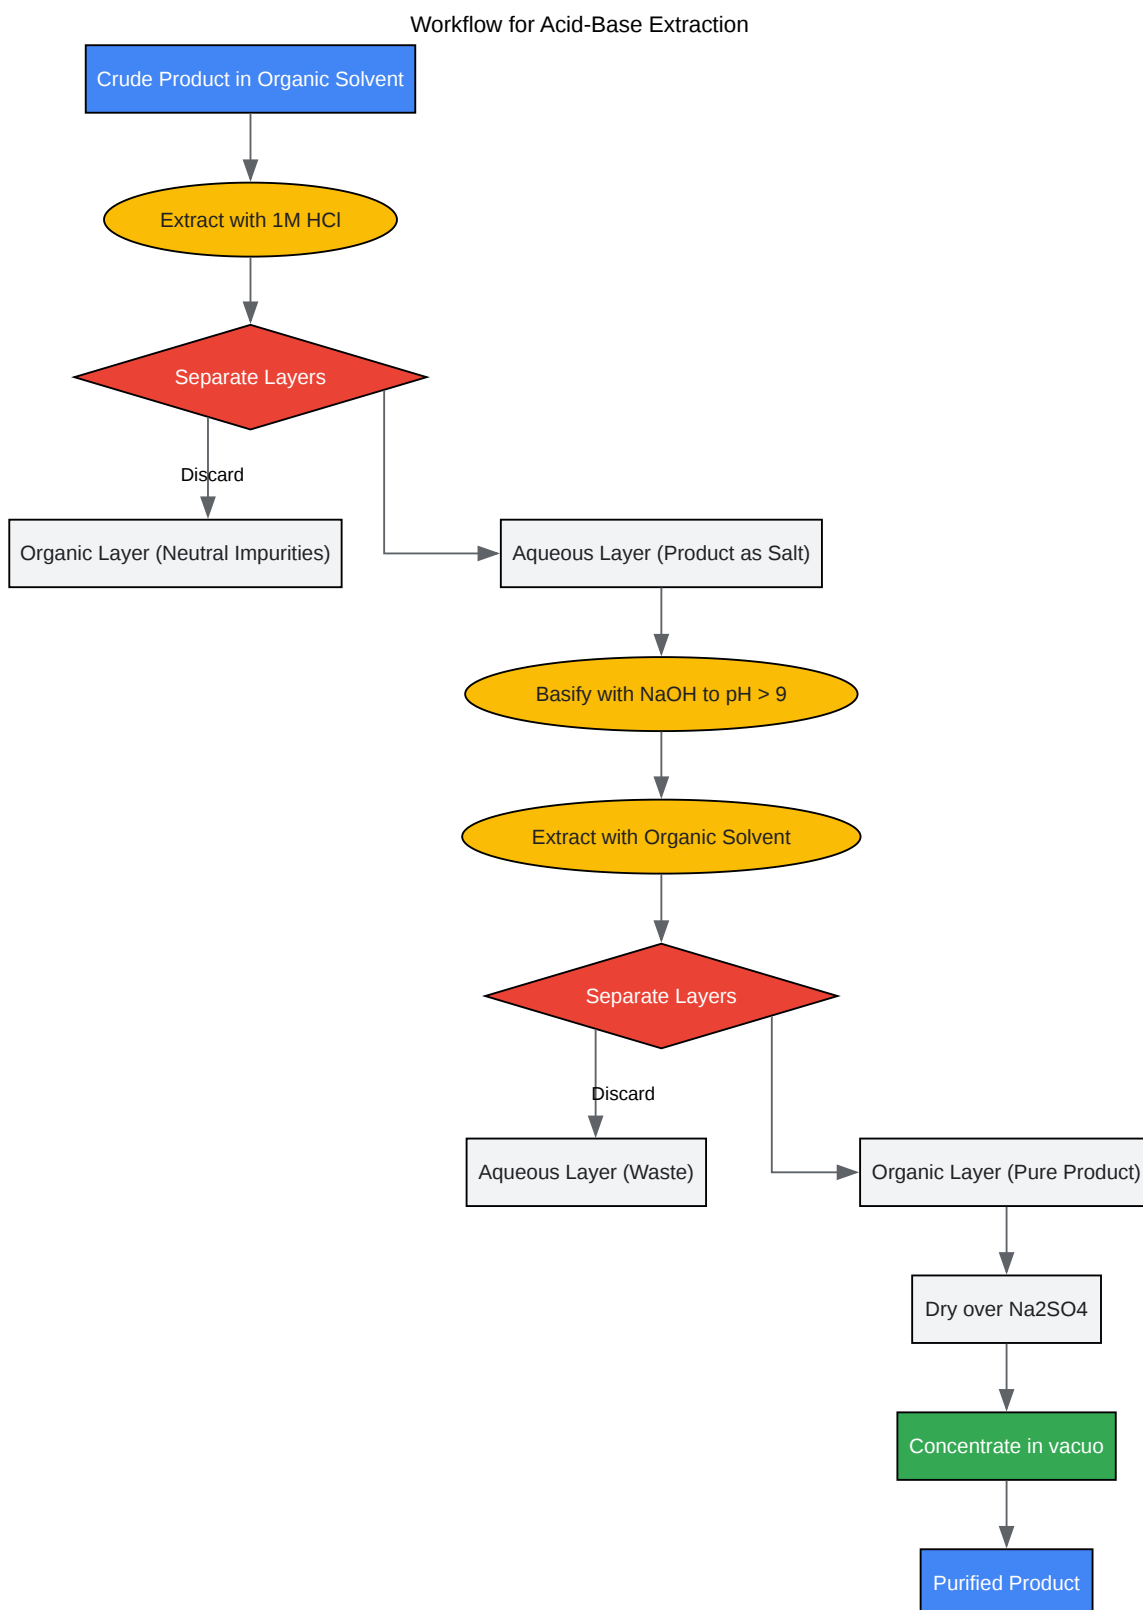 Workflow for Acid-Base Extraction
Crude Product in Organic Solvent
Extract with 1M HCl
Separate Layers
Discard
Organic Layer (Neutral Impurities)
Aqueous Layer (Product as Salt)
Basify with NaOH to pH > 9
Extract with Organic Solvent
Separate Layers
Discard
Aqueous Layer (Waste)
Organic Layer (Pure Product)
Dry over Na2SO4
Concentrate in vacuo
Purified Product